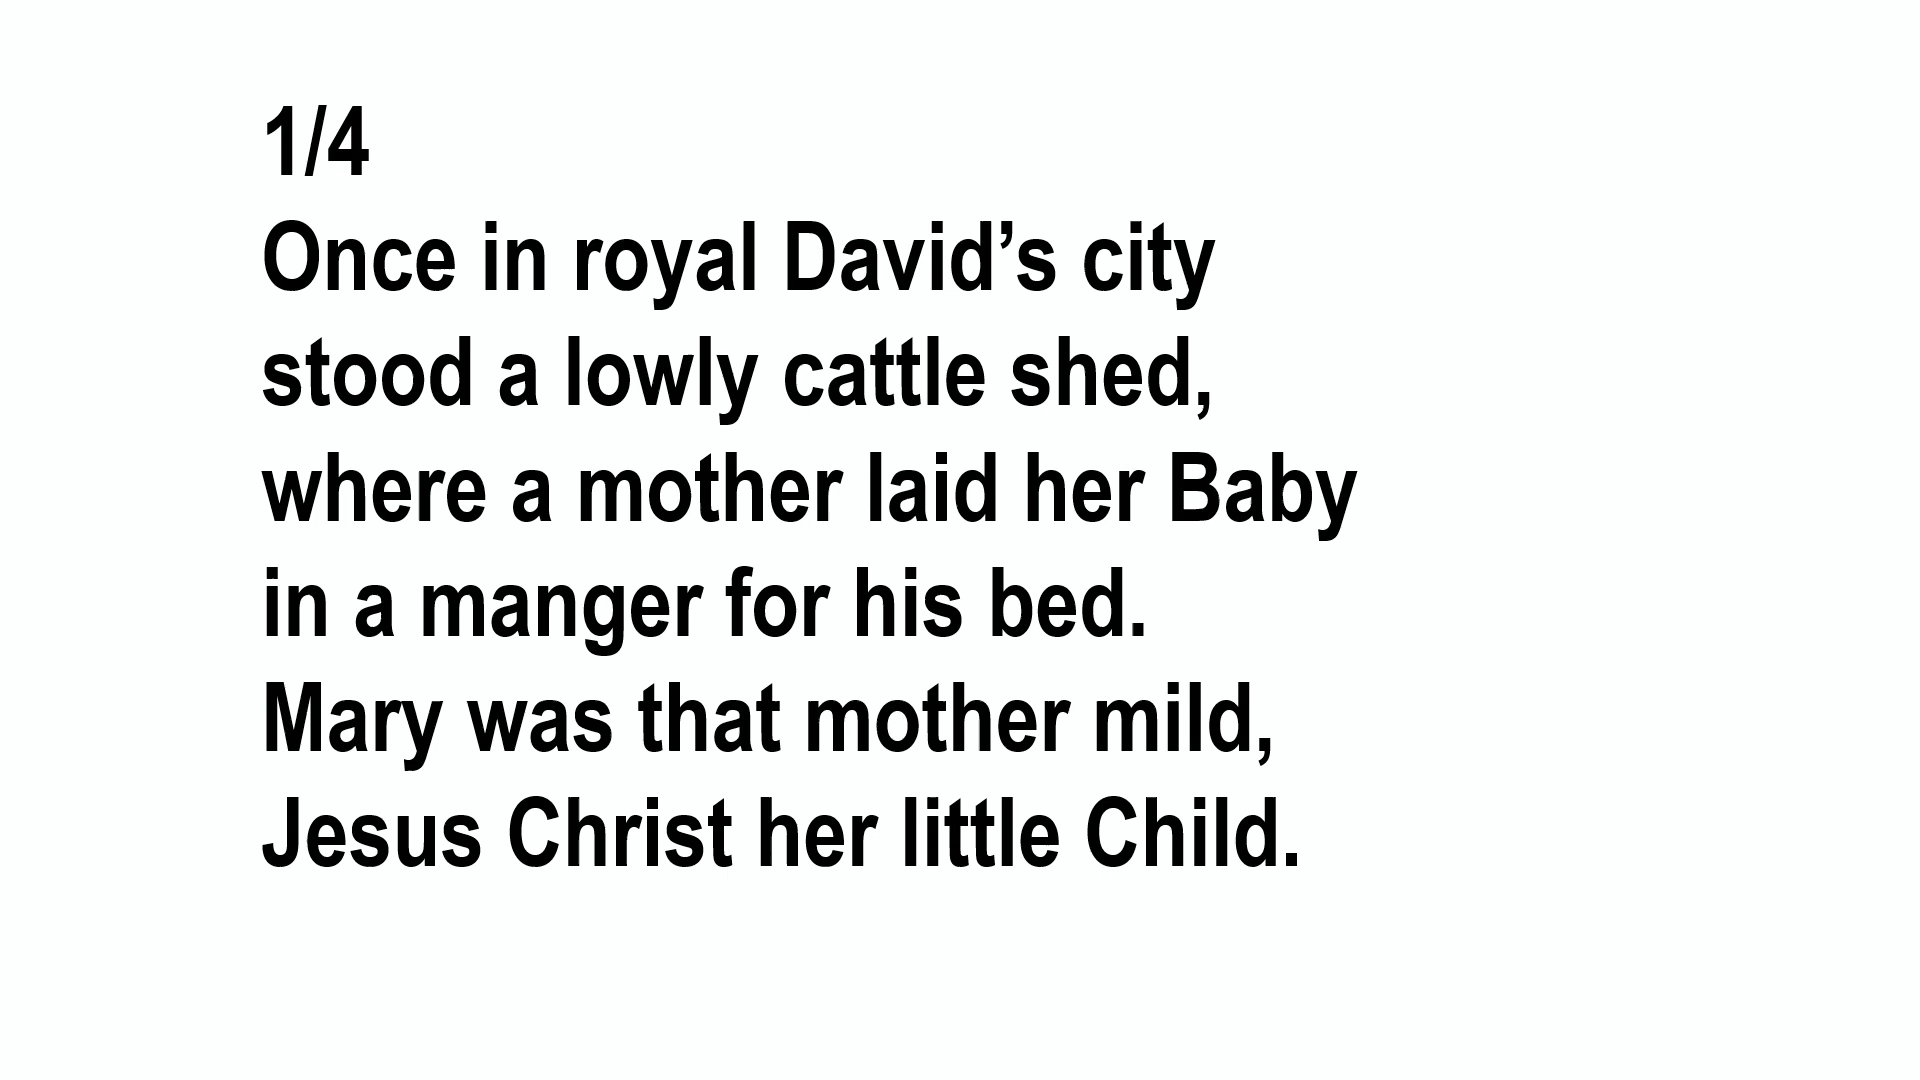 1/4
Once in royal David’s city
stood a lowly cattle shed,
where a mother laid her Baby
in a manger for his bed.
Mary was that mother mild,
Jesus Christ her little Child.